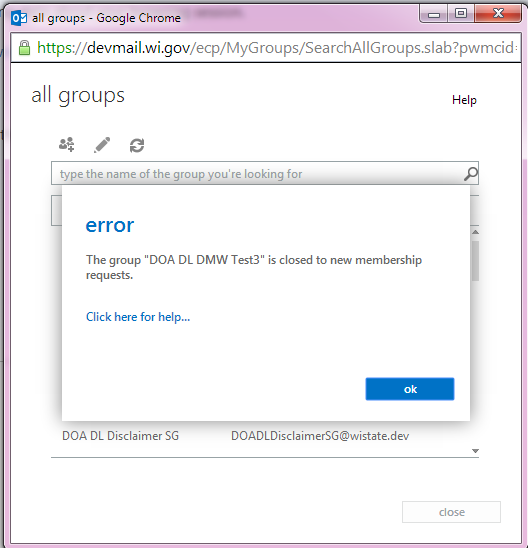 all groups - Google Chrome
https://devmail.wi.gov/ecp/MyGroups/SearchAllGroups.slab?pwmcid=
all groups
Help
type the name of the group you're looking for
error
The group "DOA DL DMW Test3" is closed to new membership
requests.
Click here for help...
ok
DOA DL Disclaimer SG DOADLDisclaimerSG@wistate.dev
close